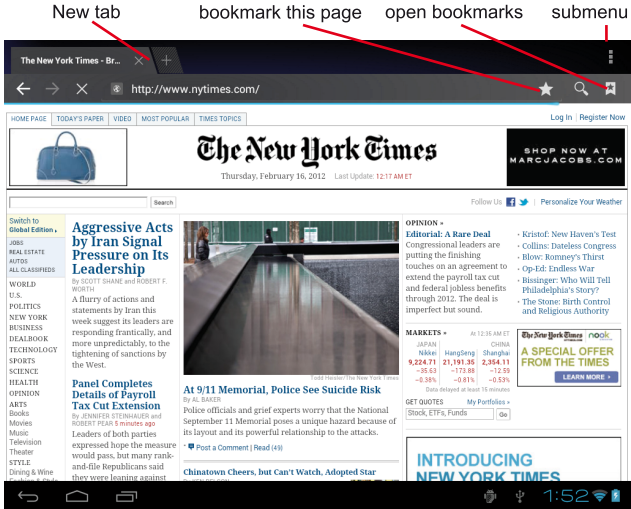 New tab
bookmark this page
open bookmarks
submenu
The New York Times - Br...
http://www.nytimes.com/
HOME PAGE
TODAY'S PAPER
VIDEO
MOST POPULAR
TIMES TOPICS
Log In
Register Now
The New York Times
Thursday, February 16, 2012 Last Update: 12:17 AM ET
SHOP NOW AT
MARCJACOBS.COM
Search
Follow Us
Personalize Your Weather
Switch to
Global Edition
JOBS
REAL ESTATE
AUTOS
ALL CLASSIFIEDS
WORLD
U.S.
POLITICS
NEW YORK
BUSINESS
DEALBOOK
TECHNOLOGY
SPORTS
SCIENCE
HEALTH
OPINION
ARTS
Books
Movies
Music
Television
Theater
STYLE
Dining & Wine
Aggressive Acts
by Iran Signal
Pressure on Its
Leadership
By SCOTT SHANE and ROBERT F.
WORTH
A flurry of actions and
statements by Iran this
week suggest its leaders are
responding frantically, and
more unpredictably, to the
tightening of sanctions by
the West.
Panel Completes
Details of Payroll
Tax Cut Extension
By JENNIFER STEINHAUER and
ROBERT PEAR 5 minutes ago
Leaders of both parties
expressed hope the measure
would pass, but many rank-
and-file Republicans said
they were leaning against
Todd Heisler/The New York Times
At 9/11 Memorial, Police See Suicide Risk
By AL BAKER
Police officials and grief experts worry that the National
September 11 Memorial poses a unique hazard because of
its layout and its powerful relationship to the attacks.
Post a Comment | Read (49)
Chinatown Cheers, but Can't Watch, Adopted Star
OPINION »
Editorial: A Rare Deal
Congressional leaders are
putting the finishing
touches on an agreement to
extend the payroll tax cut
and federal jobless benefits
through 2012. The deal is
imperfect but sound.
Kristof: New Haven's Test
Collins: Dateless Congress
Blow: Romney's Thirst
Op-Ed: Endless War
Bissinger: Who Will Tell
Philadelphia's Story?
The Stone: Birth Control
and Religious Authority
MARKETS »
At 12:35 AM ET
JAPAN
Nikkei
9,224.71
−35.63
−0.38%
HangSeng
21,191.35
−173.88
−0.81%
CHINA
Shanghai
2,354.11
−12.59
−0.53%
Data delayed at least 15 minutes
GET QUOTES
My Portfolios »
Stock, ETFs, Funds
Go
The New York Times
nook
A SPECIAL OFFER
FROM THE TIMES
LEARN MORE
INTRODUCING
NEW YORK TIMES
1:52